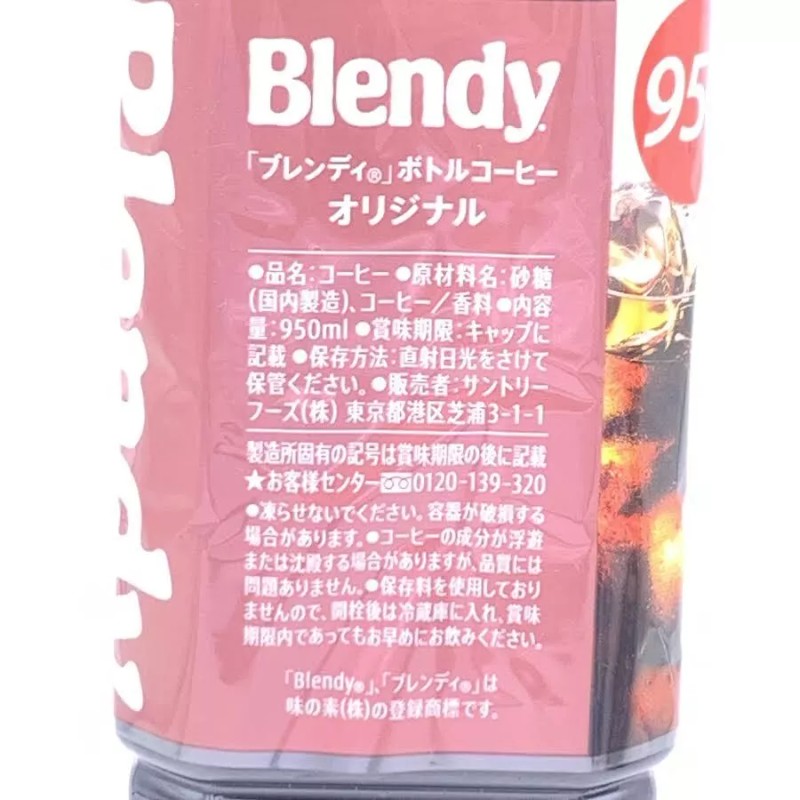 Blendy
Blendy
95
「ブレンディ®」ボトルコーヒー
オリジナル
●品名:コーヒー ●原材料名:砂糖
(国内製造)、コーヒー/香料 ●内容
量:950ml ●賞味期限:キャップに
記載 ●保存方法:直射日光をさけて
保管ください。●販売者:サントリー
フーズ(株) 東京都港区芝浦3-1-1
製造所固有の記号は賞味期限の後に記載
★お客様センター 0120-139-320
●凍らせないでください。容器が破損する
場合があります。●コーヒーの成分が浮遊
または沈殿する場合がありますが、品質には
問題ありません。●保存料を使用しており
ませんので、開栓後は冷蔵庫に入れ、賞味
期限内であってもお早めにお飲みください。
「Blendy®」、「ブレンディ®」は
味の素(株)の登録商標です。